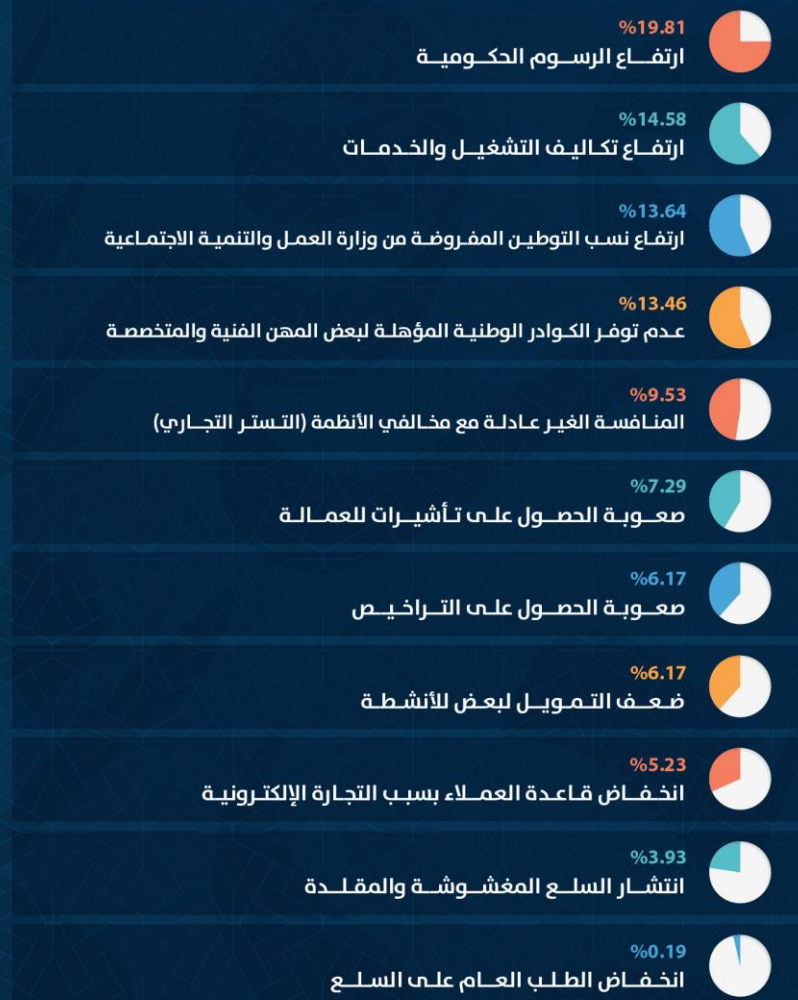 %19.81
ارتفاع الرسوم الحكومية
%14.58
ارتفاع تكاليف التشغيل والخدمات
%13.64
ارتفاع نسب التوطين المفروضة من وزارة العمل والتنمية الاجتماعية
%13.46
عدم توفر الكوادر الوطنية المؤهلة لبعض المهن الفنية والمتخصصة
%9.53
المنافسة الغير عادلة مع مخالفي الأنظمة (التستر التجاري)
%7.29
صعوبة الحصول على تأشيرات للعمالة
%6.17
صعوبة الحصول على التراخيص
%6.17
ضعف التمويل لبعض للأنشطة
%5.23
انخفاض قاعدة العملاء بسبب التجارة الإلكترونية
%3.93
انتشار السلع المغشوشة والمقلدة
%0.19
انخفاض الطلب العام على السلع